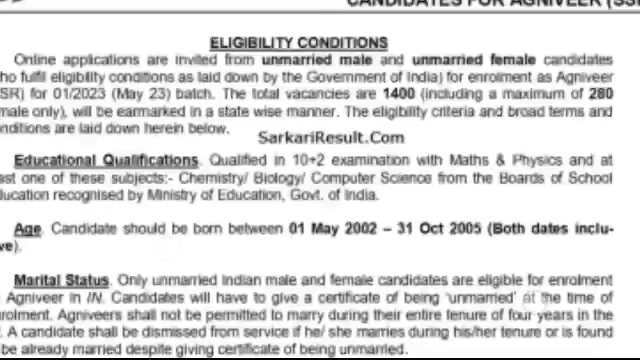 CANDIDATES FOR AGNIVEER (SS
ELIGIBILITY CONDITIONS
Online applications are invited from unmarried male and unmarried female candidates
ho fulfil eligibility conditions as laid down by the Government of India) for enrolment as Agniveer
SR) for 01/2023 (May 23) batch. The total vacancies are 1400 (including a maximum of 280
male only), will be earmarked in a state wise manner. The eligibility criteria and broad terms and
nditions are laid down herein below.
SarkariResult.Com
Educational Qualifications. Qualified in 10+2 examination with Maths & Physics and at
ast one of these subjects:- Chemistry/ Biology/ Computer Science from the Boards of School
ducation recognised by Ministry of Education, Govt. of India.
Age. Candidate should be born between 01 May 2002 – 31 Oct 2005 (Both dates inclu-
ve).
Marital Status. Only unmarried Indian male and female candidates are eligible for enrolment
Agniveer in IN. Candidates will have to give a certificate of being 'unmarried' at the time of
rolment. Agniveers shall not be permitted to marry during their entire tenure of four years in the
. A candidate shall be dismissed from service if he/ she marries during his/her tenure or is found
be already married despite giving certificate of being unmarried.